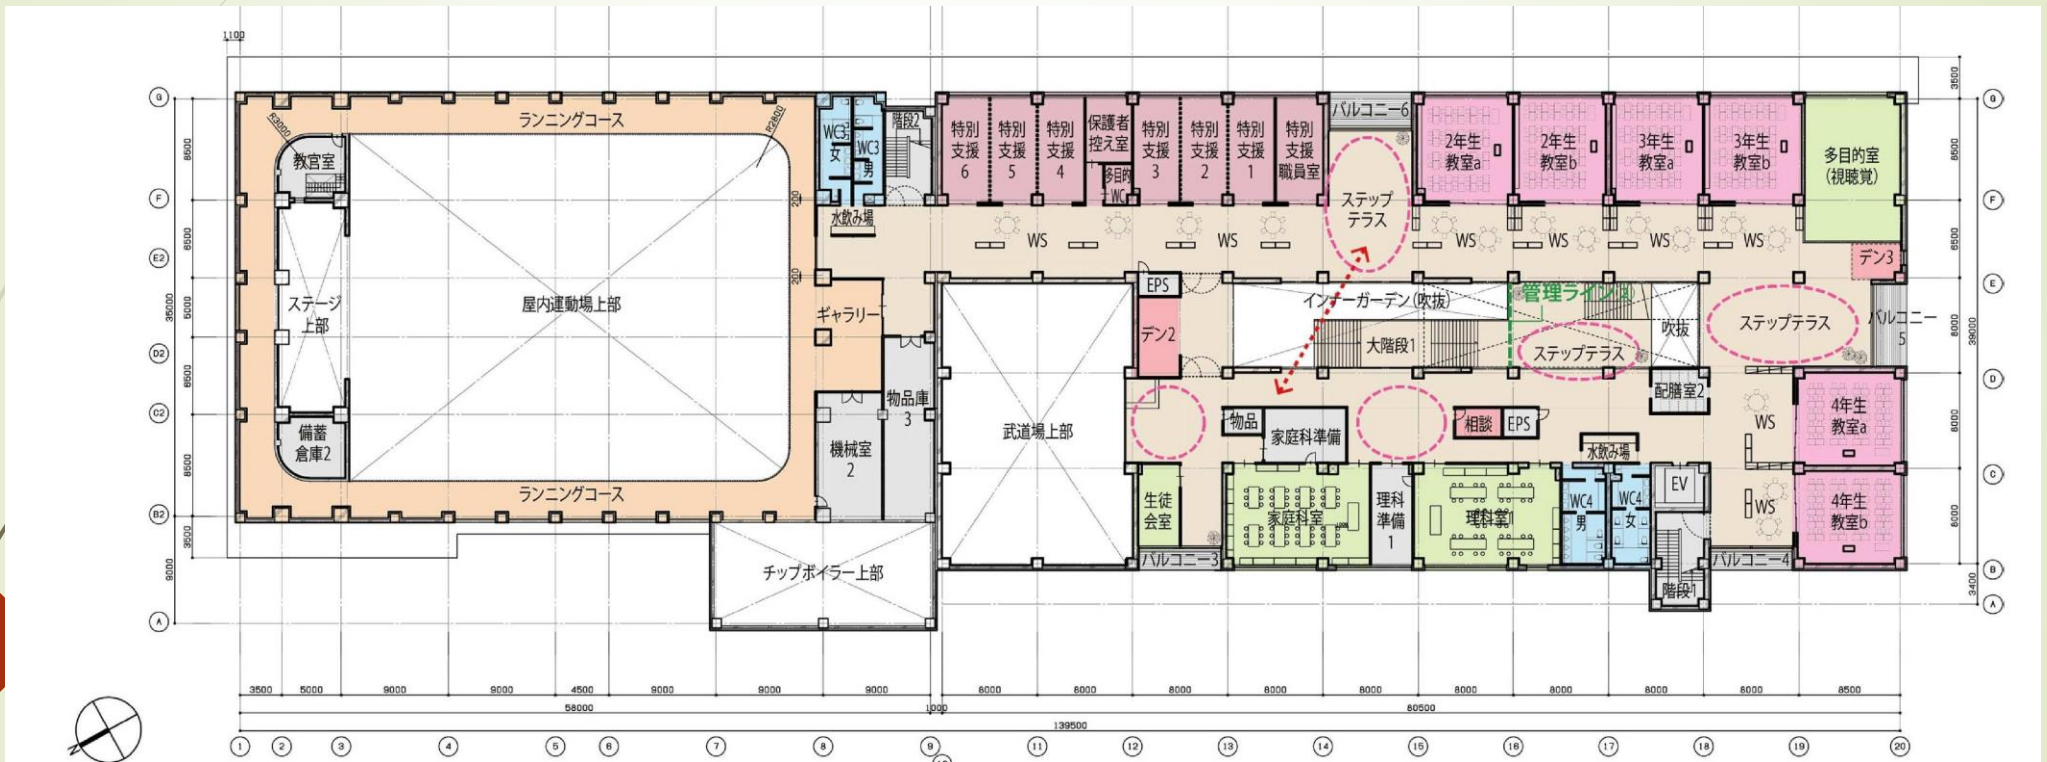 1100
G
F
E2
E
D2
C2
B2
A
8500
6500
6000
6500
8500
3500
35000
9000
ランニングコース
R3000
R2800
教官室
ステージ
上部
屋内運動場上部
備蓄
倉庫2
ランニングコース
200
200
WC3
女
WC3
男
階段2
水飲み場
ギャラリー
物品庫
3
機械室
2
チップボイラー上部
特別
支援
6
特別
支援
5
特別
支援
4
保護者
控え室
多目的
WC
特別
支援
3
特別
支援
2
特別
支援
1
特別
支援
職員室
バルコニー6
ステップ
テラス
2年生
教室a
2年生
教室b
3年生
教室a
3年生
教室b
多目的室
(視聴覚)
WS
WS
WS
WS
WS
WS
デン3
EPS
デン2
インナーガーデン(吹抜)
大階段1
管理ライン
ステップテラス
吹抜
ステップテラス
バルコニー
5
武道場上部
物品
家庭科準備
相談
EPS
配膳室2
水飲み場
WS
4年生
教室a
生徒
会室
家庭科室
理科
準備
1
理科室1
WC4
男
WC4
女
EV
WS
4年生
教室b
バルコニー3
バルコニー4
階段1
3500
8500
6500
8000
39000
8000
8000
3400
G
F
E
D
C
B
A
3500 5000 9000 9000 4500 9000 9000 9000 8000 8000 8000 8000 8000 8000 8000 8000 8000 8500
58000 1000 80500
139500
N
1 2 3 4 5 6 7 8 9 11 12 13 14 15 16 17 18 19 20